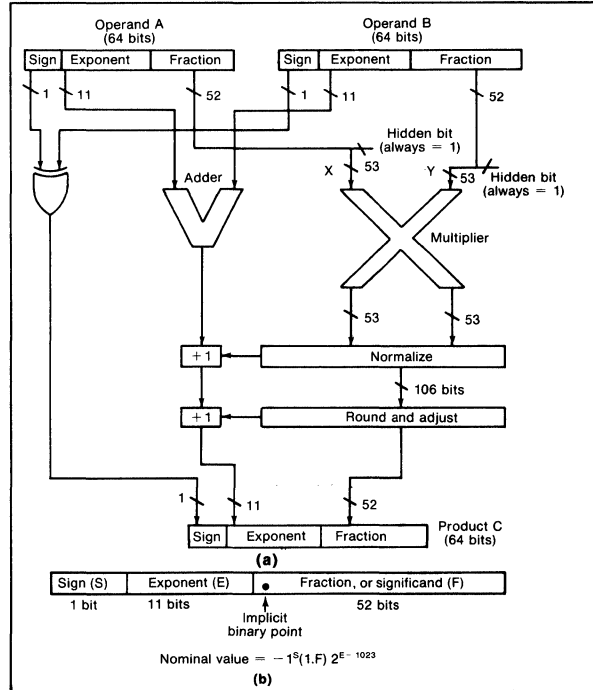 Operand A
(64 bits)
Operand B
(64 bits)
Sign Exponent Fraction
Sign Exponent Fraction
1 11 52 1 11 52
Hidden bit
(always = 1)
X 53 Y 53
Hidden bit
(always = 1)
Adder
Multiplier
53 53
+ 1 Normalize
106 bits
+ 1 Round and adjust
1 11 52
Sign Exponent Fraction
Product C
(64 bits)
(a)
Sign (S) Exponent (E) Fraction, or significand (F)
1 bit 11 bits 52 bits
Implicit
binary point
Nominal value = − 1ˢ(1.F) 2ᴱ⁻ ¹⁰²³
(b)